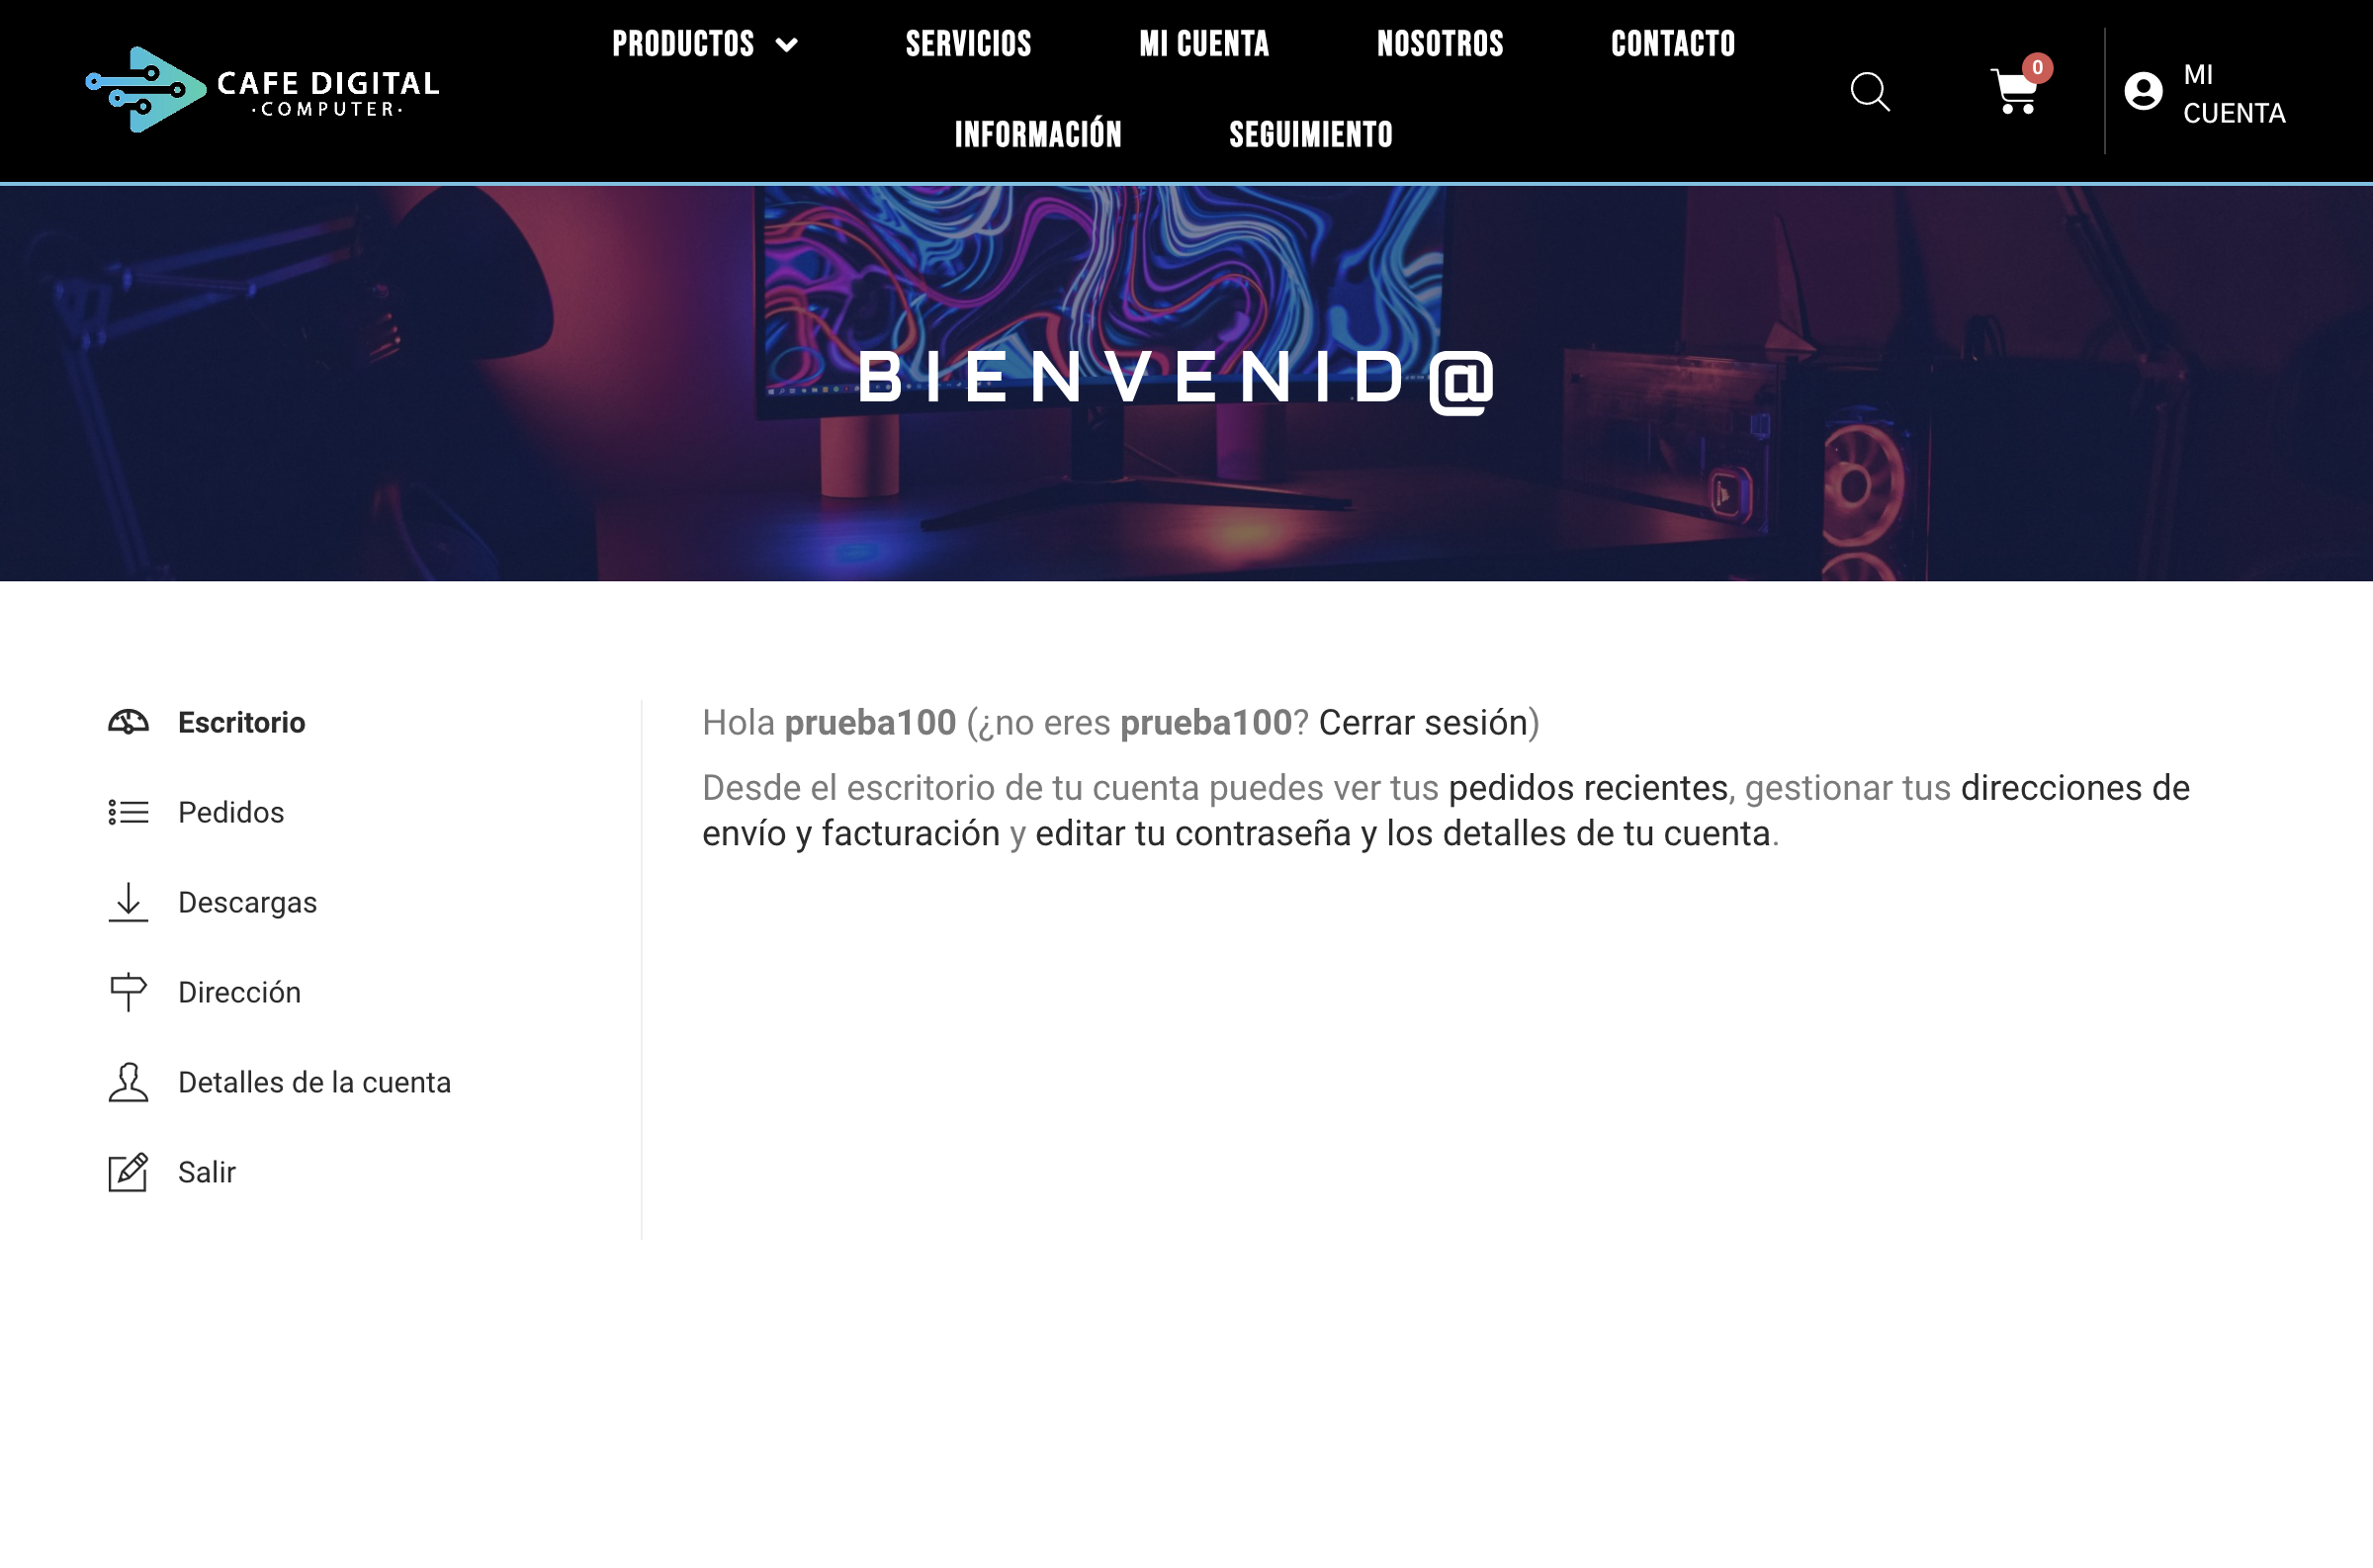 CAFE DIGITAL
·COMPUTER·
PRODUCTOS
SERVICIOS
MI CUENTA
NOSOTROS
CONTACTO
INFORMACIÓN
SEGUIMIENTO
0
MI
CUENTA
BIENVENID@
Escritorio
Pedidos
Descargas
Dirección
Detalles de la cuenta
Salir
Hola prueba100 (¿no eres prueba100? Cerrar sesión)
Desde el escritorio de tu cuenta puedes ver tus pedidos recientes, gestionar tus direcciones de
envío y facturación y editar tu contraseña y los detalles de tu cuenta.